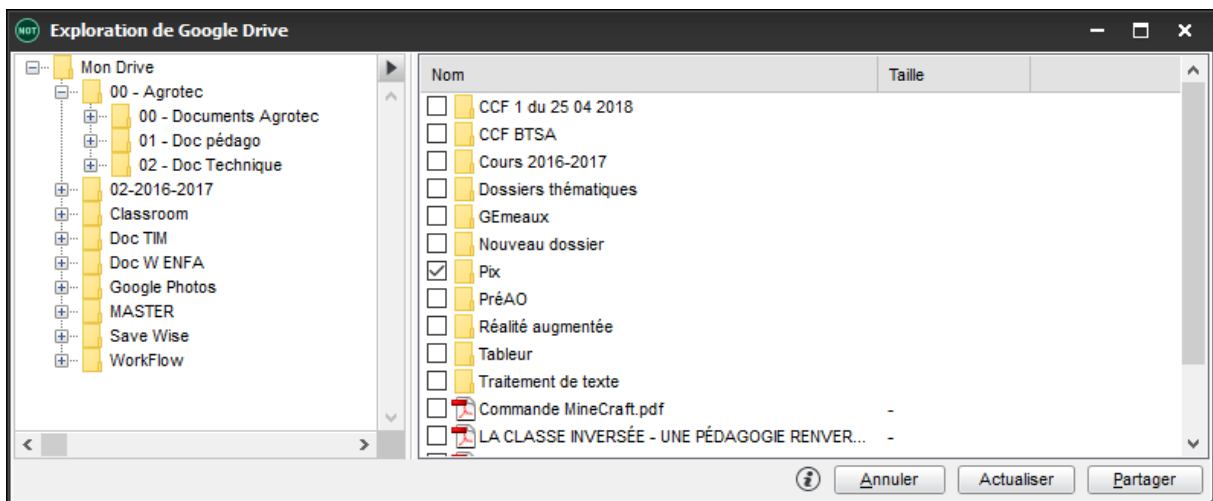 NOT Exploration de Google Drive
Mon Drive
00 - Agrotec
00 - Documents Agrotec
01 - Doc pédago
02 - Doc Technique
02-2016-2017
Classroom
Doc TIM
Doc W ENFA
Google Photos
MASTER
Save Wise
WorkFlow
Nom Taille
CCF 1 du 25 04 2018
CCF BTSA
Cours 2016-2017
Dossiers thématiques
GEmeaux
Nouveau dossier
Pix
PréAO
Réalité augmentée
Tableur
Traitement de texte
Commande MineCraft.pdf -
LA CLASSE INVERSÉE - UNE PÉDAGOGIE RENVER... -
Annuler Actualiser Partager